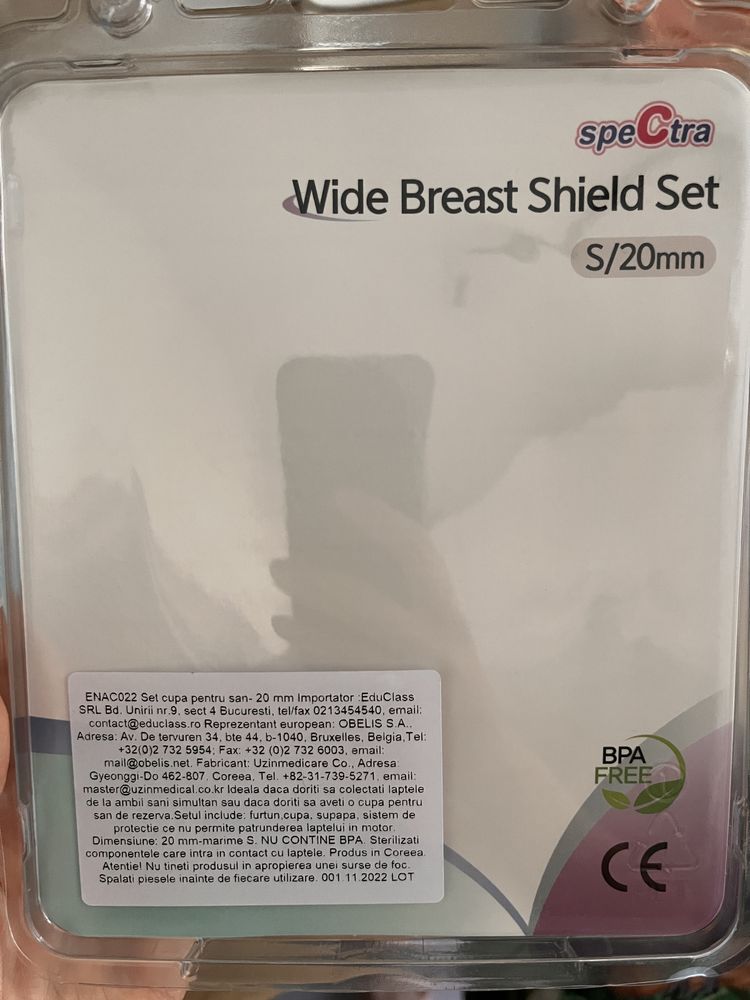 speCtra
Wide Breast Shield Set
S/20mm
ENAC022 Set cupa pentru san- 20 mm Importator :EduClass
SRL Bd. Unirii nr.9, sect 4 Bucuresti, tel/fax 0213454540, email:
contact@educlass.ro Reprezentant european: OBELIS S.A.,
Adresa: Av. De tervuren 34, bte 44, b-1040, Bruxelles, Belgia,Tel:
+32(0)2 732 5954; Fax: +32 (0)2 732 6003, email:
mail@obelis.net. Fabricant: Uzinmedicare Co., Adresa:
Gyeonggi-Do 462-807. Coreea, Tel. +82-31-739-5271, email:
master@uzinmedical.co.kr Ideala daca doriti sa colectati laptele
de la ambii sani simultan sau daca doriti sa aveti o cupa pentru
san de rezerva.Setul include: furtun,cupa, supapa, sistem de
protectie ce nu permite patrunderea laptelui in motor.
Dimensiune: 20 mm-marime S. NU CONTINE BPA. Sterilizati
componentele care intra in contact cu laptele. Produs in Coreea.
Atentie! Nu tineti produsul in apropierea unei surse de foc.
Spalati piesele inainte de fiecare utilizare. 001.11.2022 LOT
BPA
FREE
CE